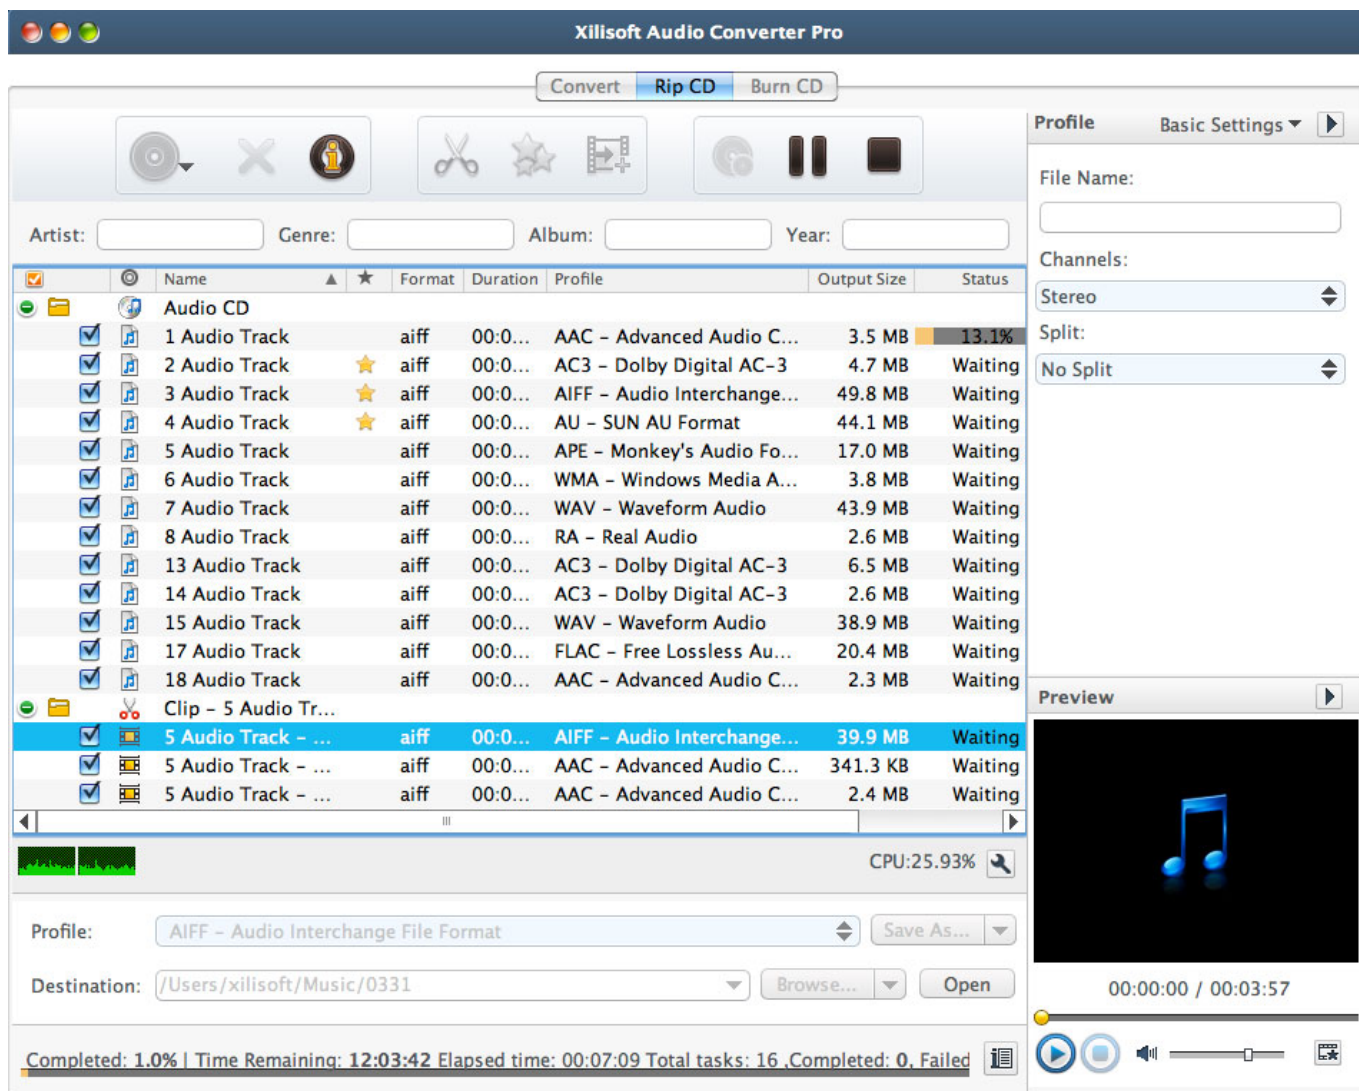 Xilisoft Audio Converter Pro
Convert Rip CD Burn CD
Profile Basic Settings
File Name:
Artist: Genre: Album: Year:
Channels:
Name Format Duration Profile Output Size Status
Stereo
Audio CD
Split:
1 Audio Track aiff 00:0... AAC – Advanced Audio C... 3.5 MB 13.1%
2 Audio Track aiff 00:0... AC3 – Dolby Digital AC-3 4.7 MB Waiting
No Split
3 Audio Track aiff 00:0... AIFF – Audio Interchange... 49.8 MB Waiting
4 Audio Track aiff 00:0... AU – SUN AU Format 44.1 MB Waiting
5 Audio Track aiff 00:0... APE – Monkey's Audio Fo... 17.0 MB Waiting
6 Audio Track aiff 00:0... WMA – Windows Media A... 3.8 MB Waiting
7 Audio Track aiff 00:0... WAV – Waveform Audio 43.9 MB Waiting
8 Audio Track aiff 00:0... RA – Real Audio 2.6 MB Waiting
13 Audio Track aiff 00:0... AC3 – Dolby Digital AC-3 6.5 MB Waiting
14 Audio Track aiff 00:0... AC3 – Dolby Digital AC-3 2.6 MB Waiting
15 Audio Track aiff 00:0... WAV – Waveform Audio 38.9 MB Waiting
17 Audio Track aiff 00:0... FLAC – Free Lossless Au... 20.4 MB Waiting
18 Audio Track aiff 00:0... AAC – Advanced Audio C... 2.3 MB Waiting
Preview
Clip – 5 Audio Tr...
5 Audio Track – ... aiff 00:0... AIFF – Audio Interchange... 39.9 MB Waiting
5 Audio Track – ... aiff 00:0... AAC – Advanced Audio C... 341.3 KB Waiting
5 Audio Track – ... aiff 00:0... AAC – Advanced Audio C... 2.4 MB Waiting
CPU:25.93%
Profile: AIFF – Audio Interchange File Format Save As...
Destination: /Users/xilisoft/Music/0331 Browse... Open
00:00:00 / 00:03:57
Completed: 1.0% | Time Remaining: 12:03:42 Elapsed time: 00:07:09 Total tasks: 16 ,Completed: 0, Failed